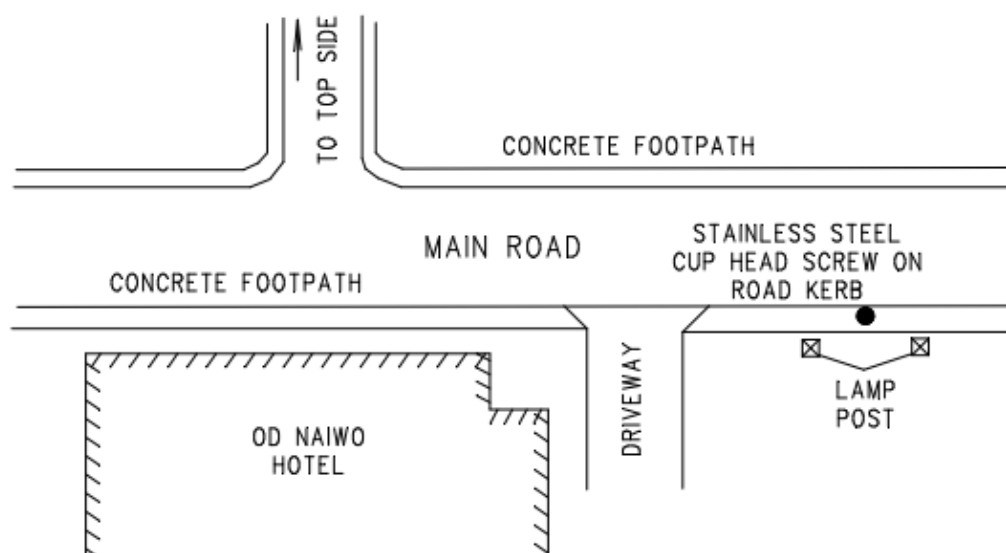 TO TOP SIDE
CONCRETE FOOTPATH
MAIN ROAD
STAINLESS STEEL
CUP HEAD SCREW ON
ROAD KERB
CONCRETE FOOTPATH
DRIVEWAY
LAMP
POST
OD NAIWO
HOTEL